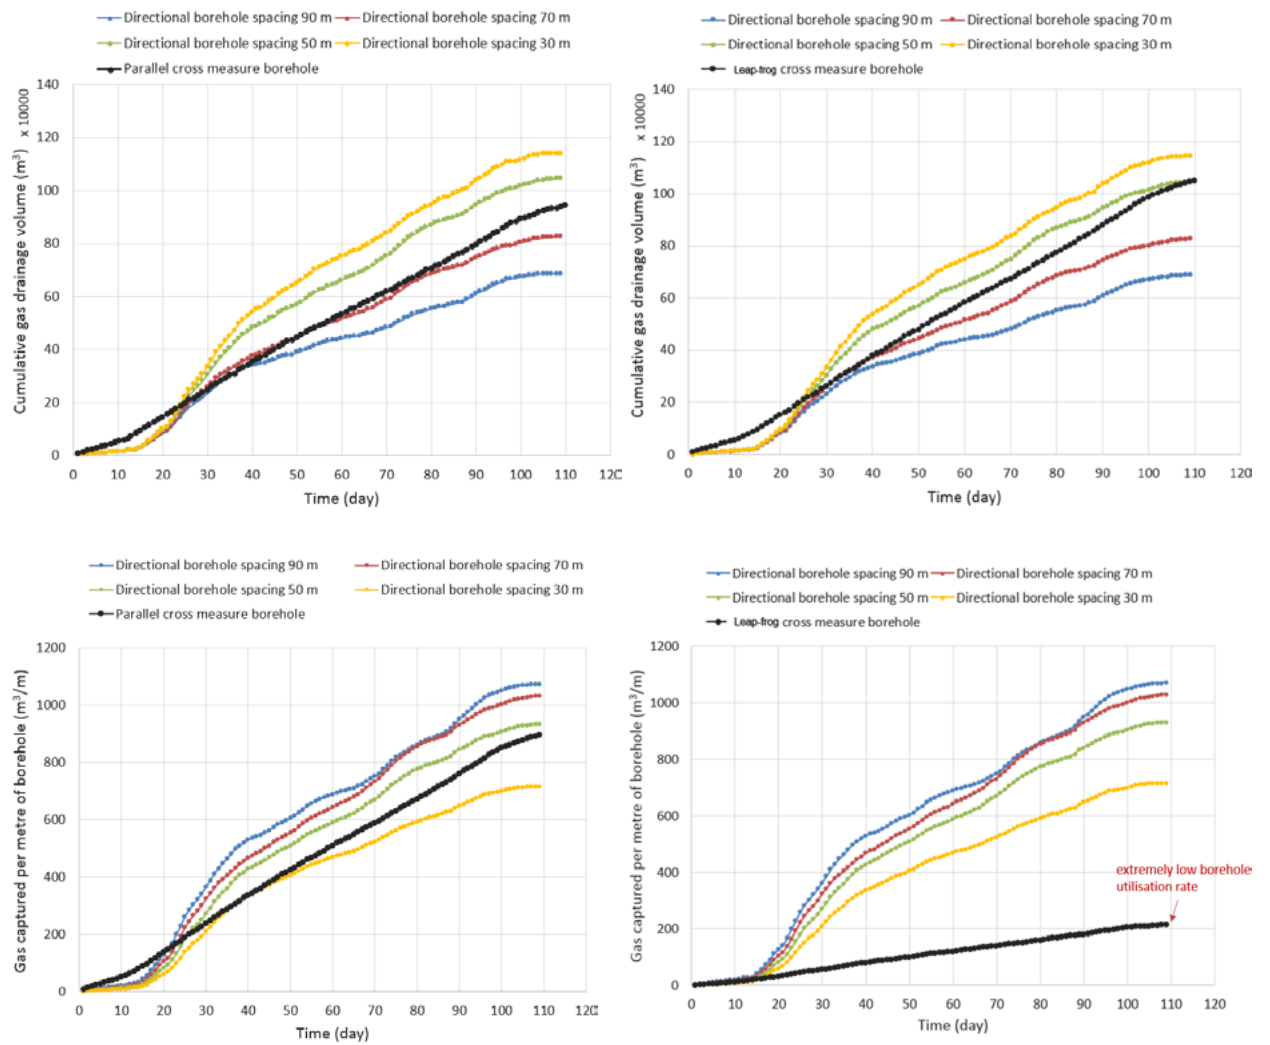 Directional borehole spacing 90 m Directional borehole spacing 70 m
Directional borehole spacing 50 m Directional borehole spacing 30 m
Parallel cross measure borehole
140
120
100
80
60
40
20
0
x 10000
Cumulative gas drainage volume (m³)
0 10 20 30 40 50 60 70 80 90 100 110 120
Time (day)
Directional borehole spacing 90 m Directional borehole spacing 70 m
Directional borehole spacing 50 m Directional borehole spacing 30 m
Leap-frog cross measure borehole
140
120
100
80
60
40
20
0
x 10000
Cumulative gas drainage volume (m³)
0 10 20 30 40 50 60 70 80 90 100 110 120
Time (day)
Directional borehole spacing 90 m Directional borehole spacing 70 m
Directional borehole spacing 50 m Directional borehole spacing 30 m
Parallel cross measure borehole
1200
1000
800
600
400
200
0
Gas captured per metre of borehole (m³/m)
0 10 20 30 40 50 60 70 80 90 100 110 120
Time (day)
Directional borehole spacing 90 m Directional borehole spacing 70 m
Directional borehole spacing 50 m Directional borehole spacing 30 m
Leap-frog cross measure borehole
1200
1000
800
600
400
200
0
Gas captured per metre of borehole (m³/m)
extremely low borehole
utilisation rate
0 10 20 30 40 50 60 70 80 90 100 110 120
Time (day)